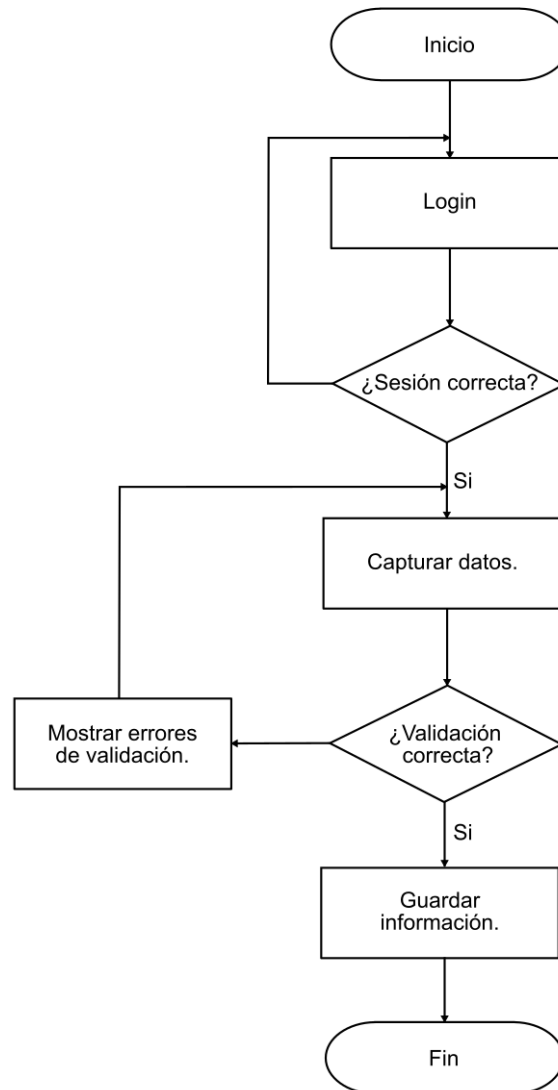 Inicio
Login
¿Sesión correcta?
Si
Capturar datos.
Mostrar errores
de validación.
¿Validación
correcta?
Si
Guardar
información.
Fin